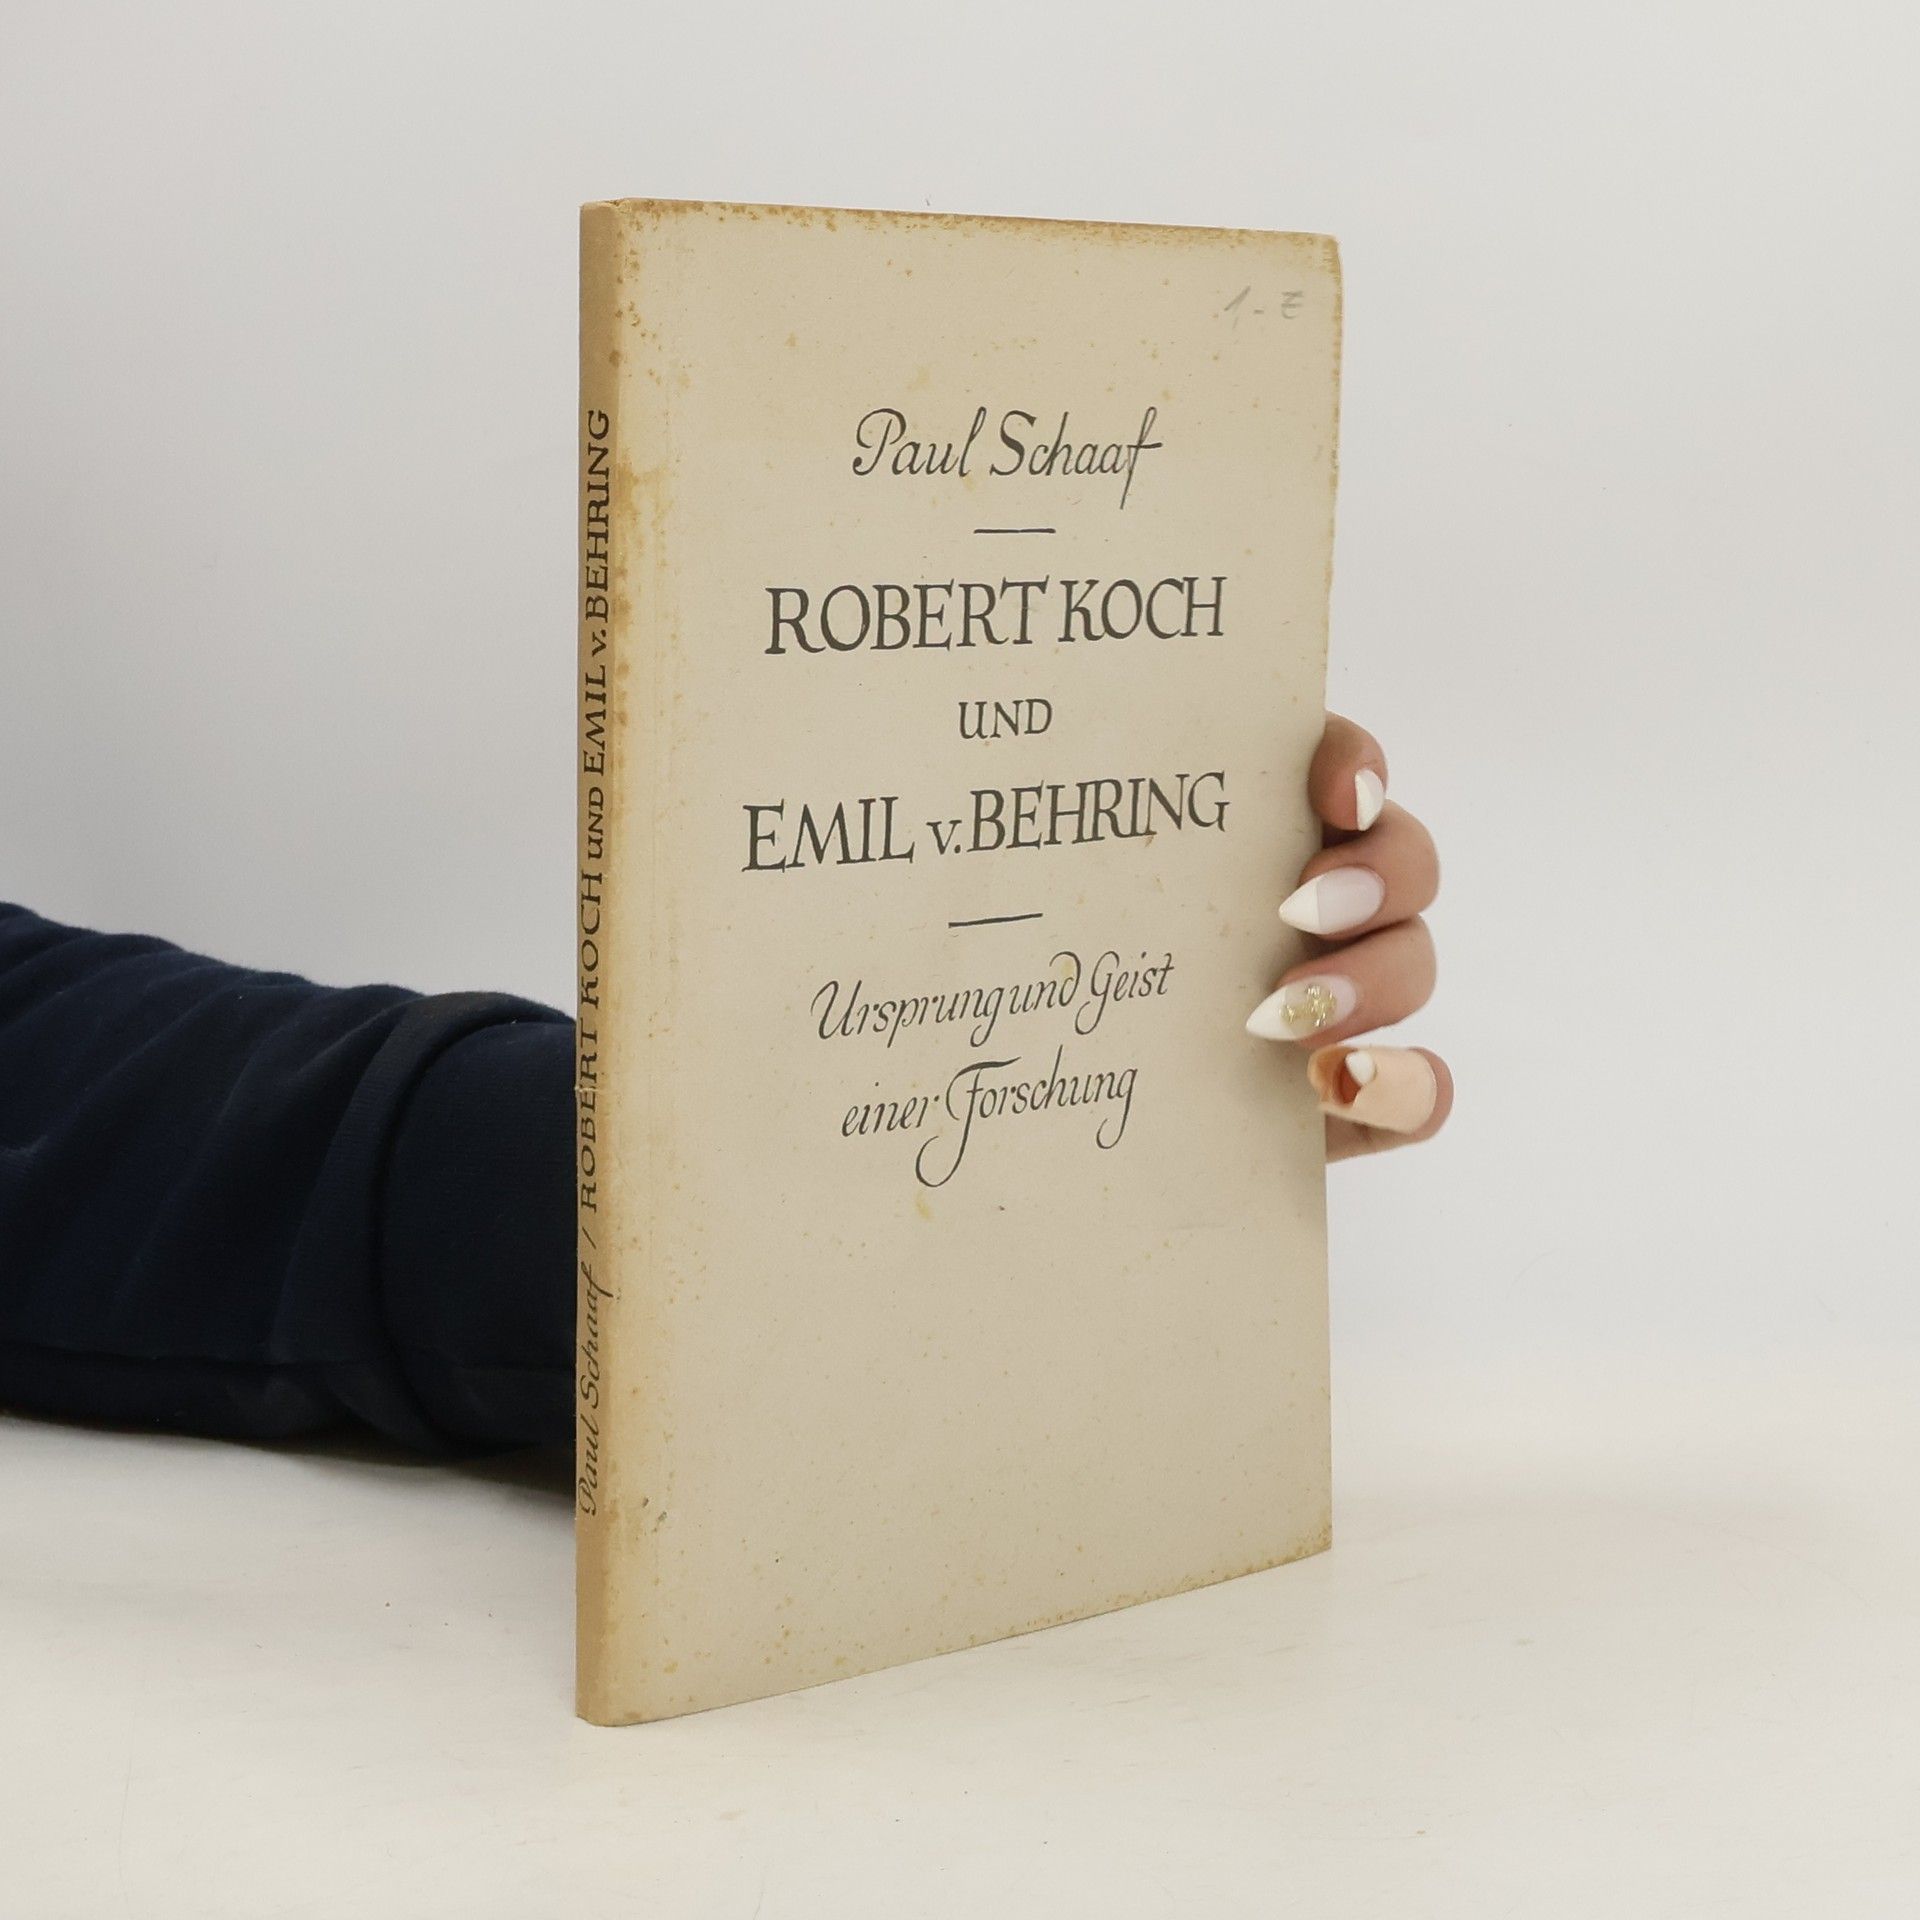 1,- E
Paul Schaaf
ROBERT KOCH
UND
EMIL v. BEHRING
Ursprung und Geist
einer Forschung
Paul Schaaf / ROBERT KOCH UND EMIL v. BEHRING